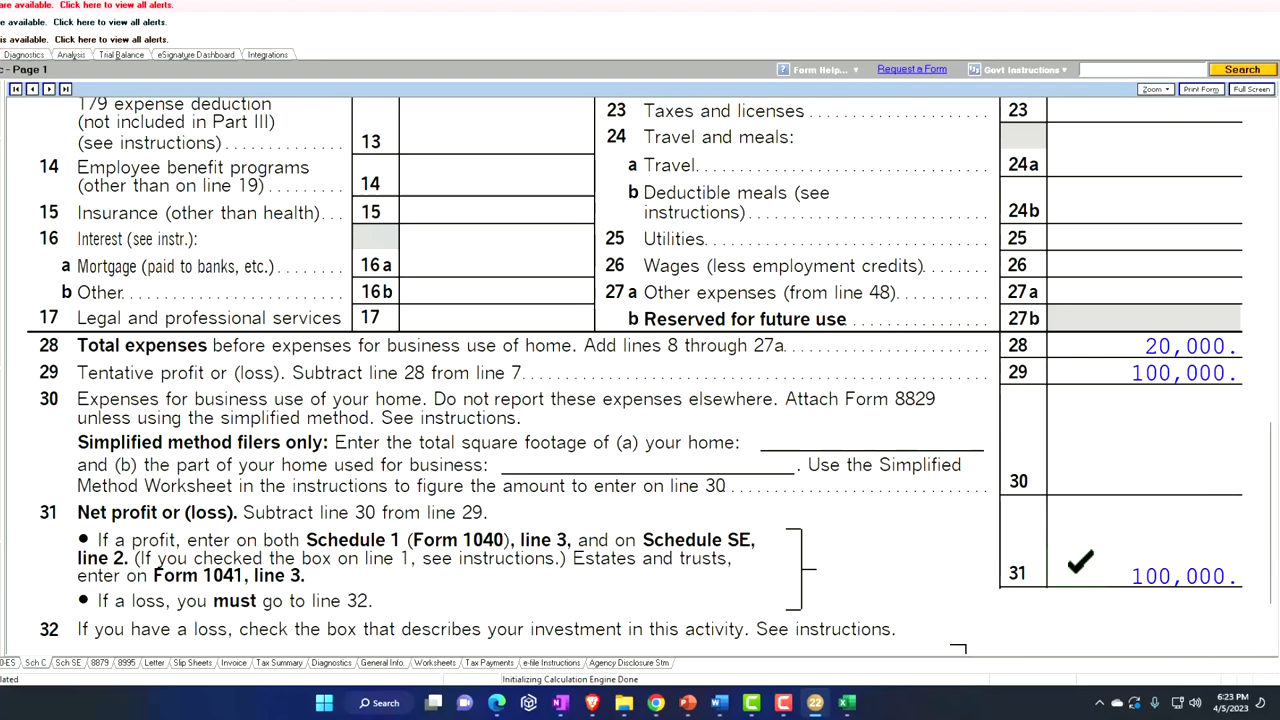 are available. Click here to view all alerts.
e available. Click here to view all alerts.
is available. Click here to view all alerts.
Diagnostics Analysis Trial Balance eSignature Dashboard Integrations
c - Page 1 Form Help... Request a Form Govt Instructions Search
Zoom Print Form Full Screen
179 expense deduction
(not included in Part III)
(see instructions) 13
14 Employee benefit programs
(other than on line 19) 14
15 Insurance (other than health) 15
16 Interest (see instr.):
a Mortgage (paid to banks, etc.) 16a
b Other 16b
17 Legal and professional services 17
23 Taxes and licenses 23
24 Travel and meals:
a Travel 24a
b Deductible meals (see
instructions) 24b
25 Utilities 25
26 Wages (less employment credits) 26
27a Other expenses (from line 48) 27a
b Reserved for future use 27b
28 Total expenses before expenses for business use of home. Add lines 8 through 27a 28 20,000.
29 Tentative profit or (loss). Subtract line 28 from line 7 29 100,000.
30 Expenses for business use of your home. Do not report these expenses elsewhere. Attach Form 8829
unless using the simplified method. See instructions.
Simplified method filers only: Enter the total square footage of (a) your home:
and (b) the part of your home used for business: . Use the Simplified
Method Worksheet in the instructions to figure the amount to enter on line 30 30
31 Net profit or (loss). Subtract line 30 from line 29.
• If a profit, enter on both Schedule 1 (Form 1040), line 3, and on Schedule SE,
line 2. (If you checked the box on line 1, see instructions.) Estates and trusts,
enter on Form 1041, line 3. 31 100,000.
• If a loss, you must go to line 32.
32 If you have a loss, check the box that describes your investment in this activity. See instructions.
0-ES Sch C Sch SE 8879 8995 Letter Slip Sheets Invoice Tax Summary Diagnostics General Info. Worksheets Tax Payments e-file Instructions Agency Disclosure Stm
lated Initializing Calculation Engine Done
Search 22 6:23 PM
4/5/2023